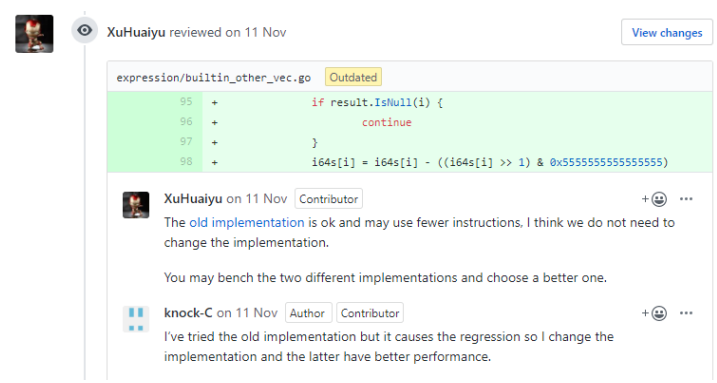 XuHuaiyu reviewed on 11 Nov
View changes
expression/builtin_other_vec.go Outdated
95 + if result.IsNull(i) {
96 + continue
97 + }
98 + i64s[i] = i64s[i] - ((i64s[i] >> 1) & 0x5555555555555555)
XuHuaiyu on 11 Nov Contributor
The old implementation is ok and may use fewer instructions, I think we do not need to
change the implementation.
You may bench the two different implementations and choose a better one.
knock-C on 11 Nov Author Contributor
I've tried the old implementation but it causes the regression so I change the
implementation and the latter have better performance.